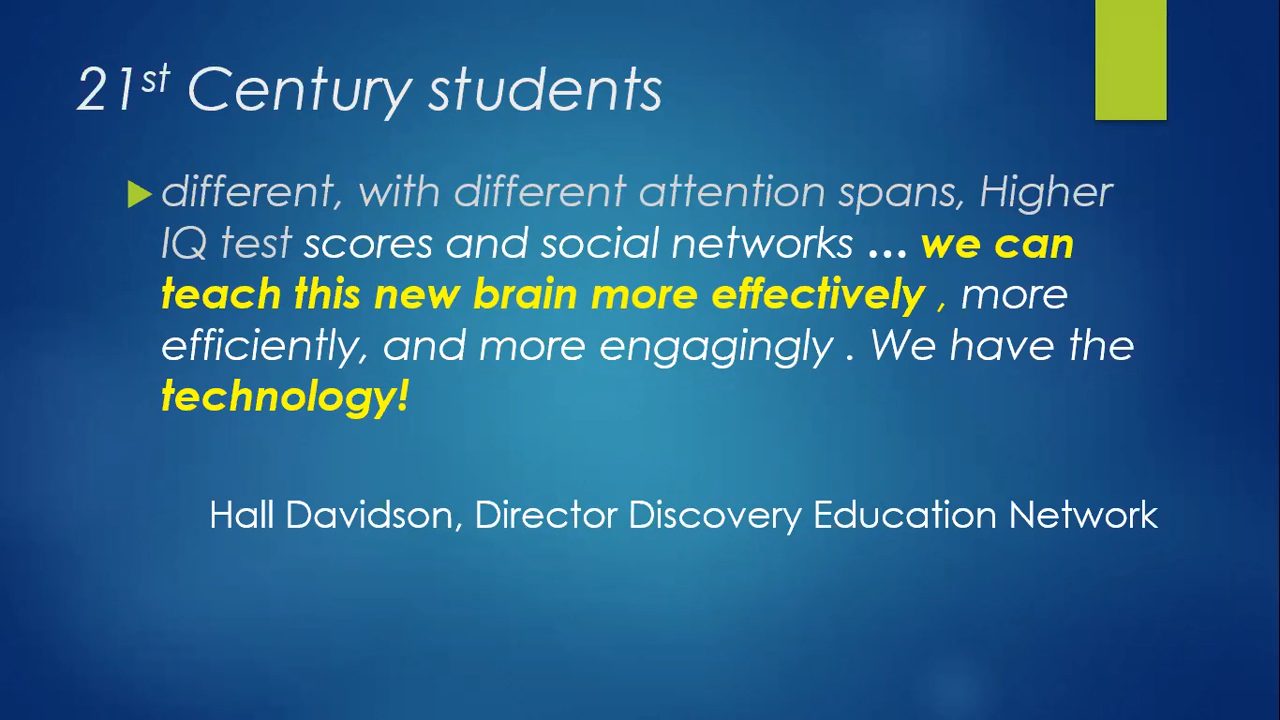 21st Century students
different, with different attention spans, Higher
IQ test scores and social networks … we can
teach this new brain more effectively , more
efficiently, and more engagingly . We have the
technology!
Hall Davidson, Director Discovery Education Network